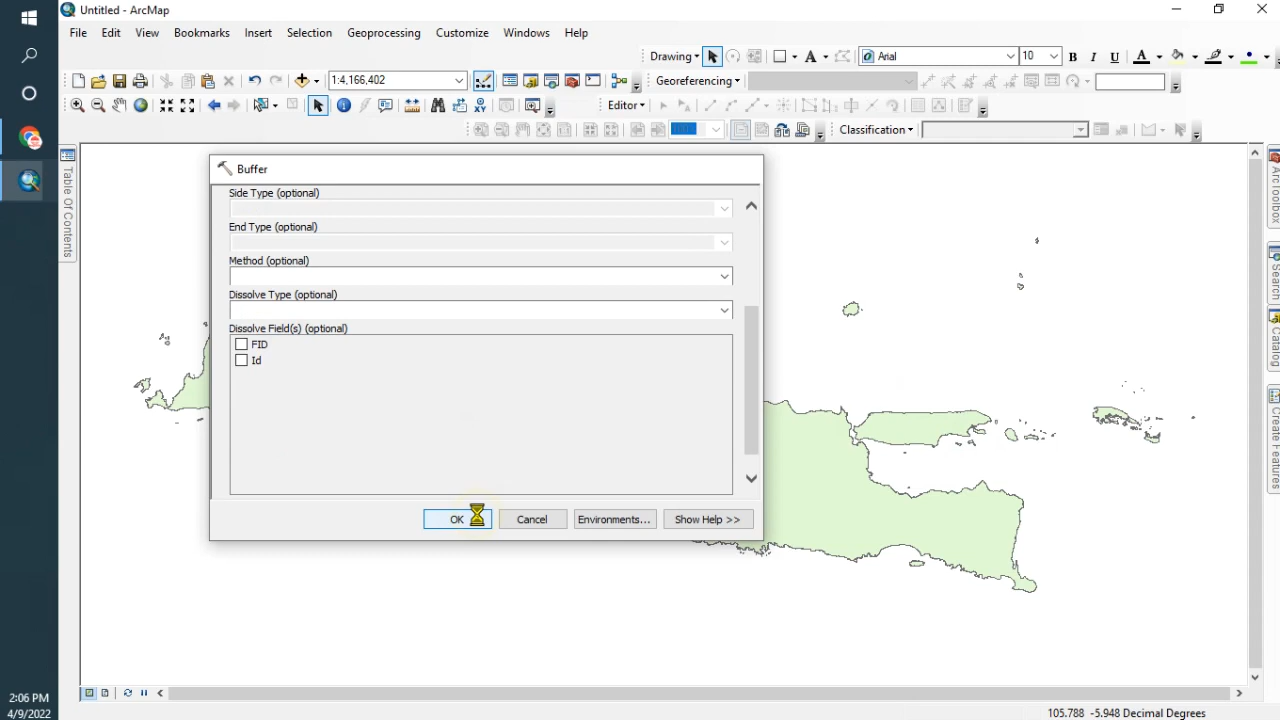 Untitled - ArcMap
File Edit View Bookmarks Insert Selection Geoprocessing Customize Windows Help
Drawing Arial 10 B I U A
1:4,166,402 Georeferencing
Editor
Classification
Table Of Contents
ArcToolbox
Search
Catalog
Create Features
Buffer
Side Type (optional)
End Type (optional)
Method (optional)
Dissolve Type (optional)
Dissolve Field(s) (optional)
FID
Id
OK Cancel Environments... Show Help >>
2:06 PM
4/9/2022
105.788 -5.948 Decimal Degrees